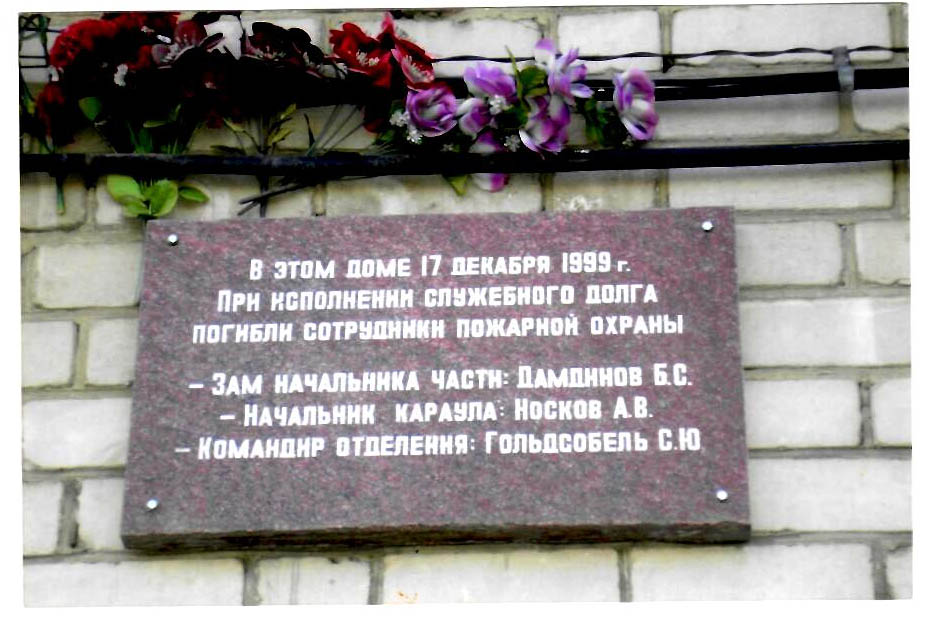 В этом доме 17 декабря 1999 г.
При исполнении служебного долга
погибли сотрудники пожарной охраны
– Зам начальника части: Дамдинов Б.С.
– Начальник караула: Носков А.В.
– Командир отделения: Гольдсобель С.Ю